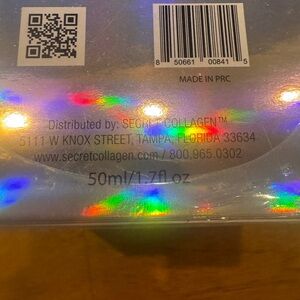 8 50661 00841 5
MADE IN PRC
Distributed by: SECRET COLLAGEN™
5111 W KNOX STREET, TAMPA, FLORIDA 33634
www.secretcollagen.com / 800.965.0302
50ml/1.7fl.oz